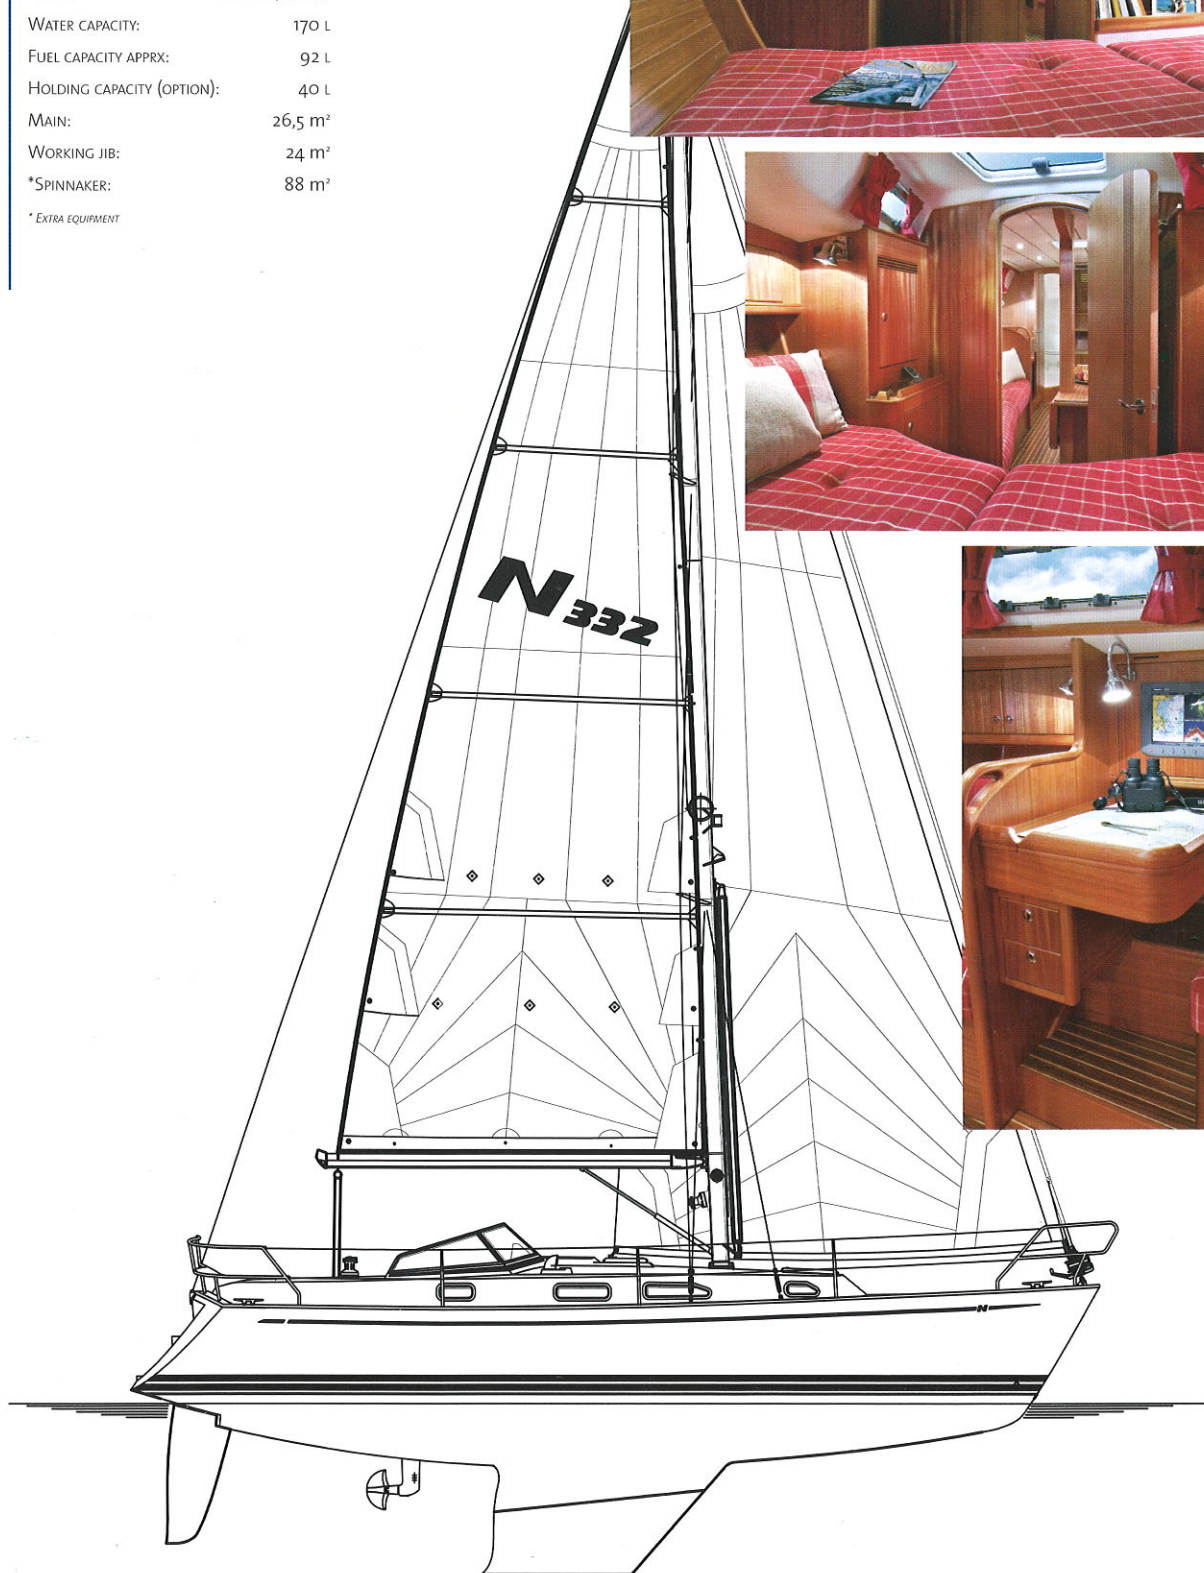 WATER CAPACITY: 170 L
FUEL CAPACITY APPRX: 92 L
HOLDING CAPACITY (OPTION): 40 L
MAIN: 26,5 m²
WORKING JIB: 24 m²
*SPINNAKER: 88 m²
* EXTRA EQUIPMENT
N 332
N